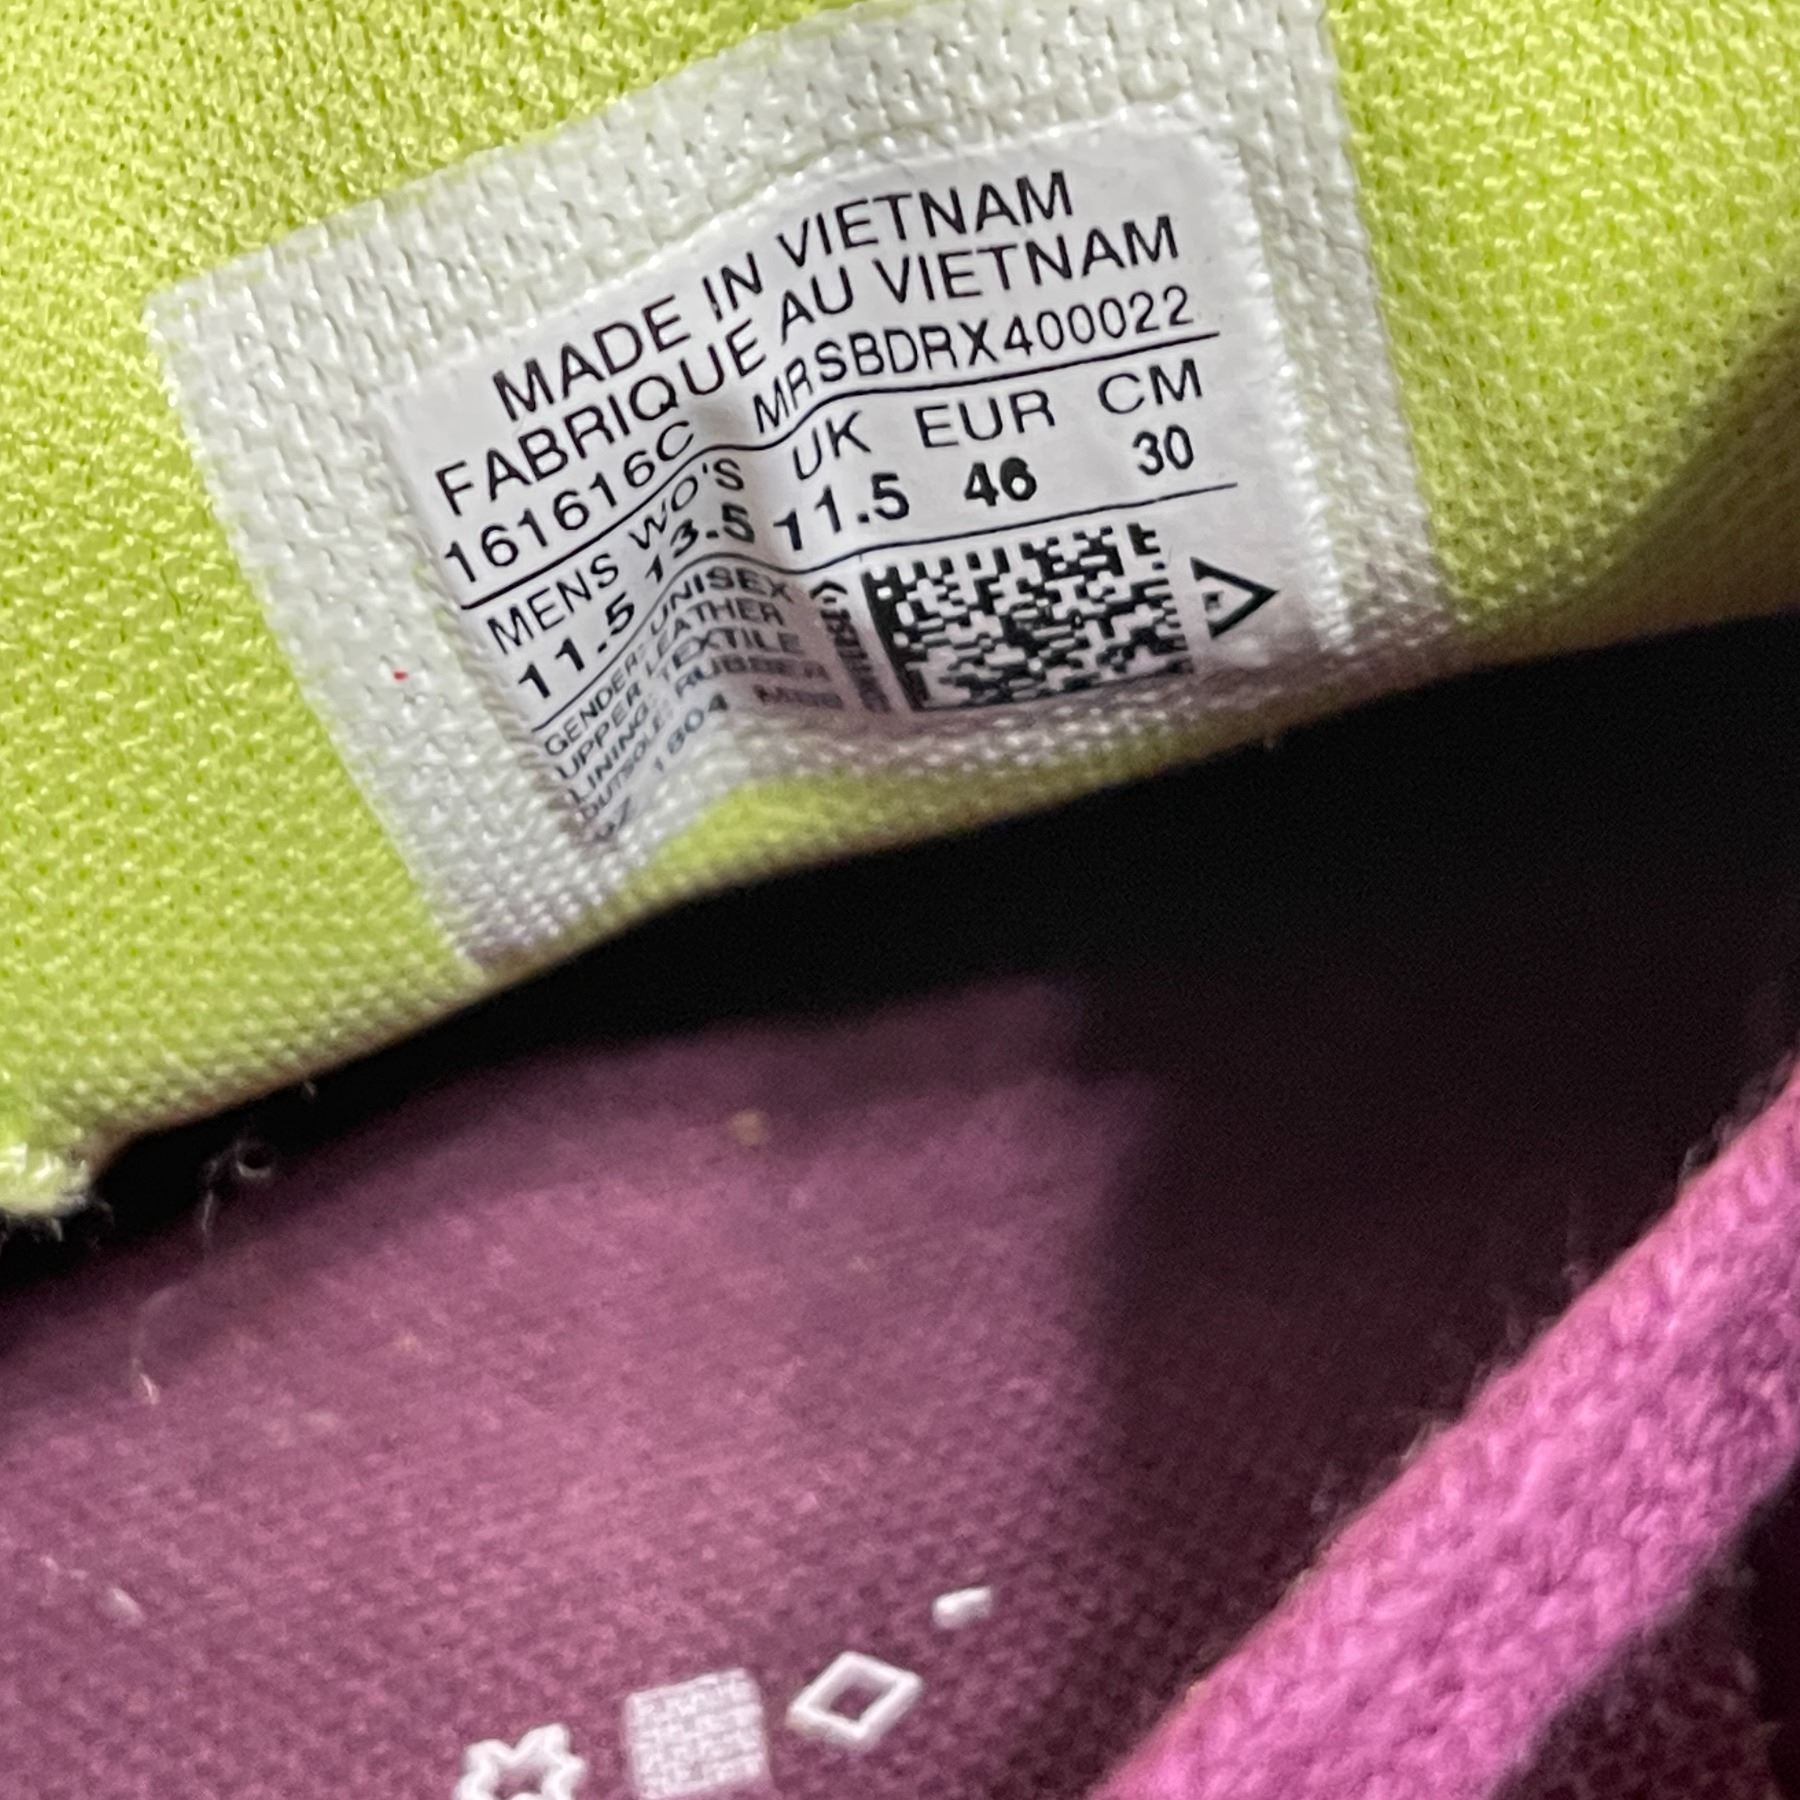 MADE IN VIETNAM
FABRIQUE AU VIETNAM
161616C MRSBDRX400022
MENS WO'S UK EUR CM
11.5 13.5 11.5 46 30
GENDER: UNISEX
UPPER: LEATHER
LINING: TEXTILE
OUTSOLE: RUBBER
1804